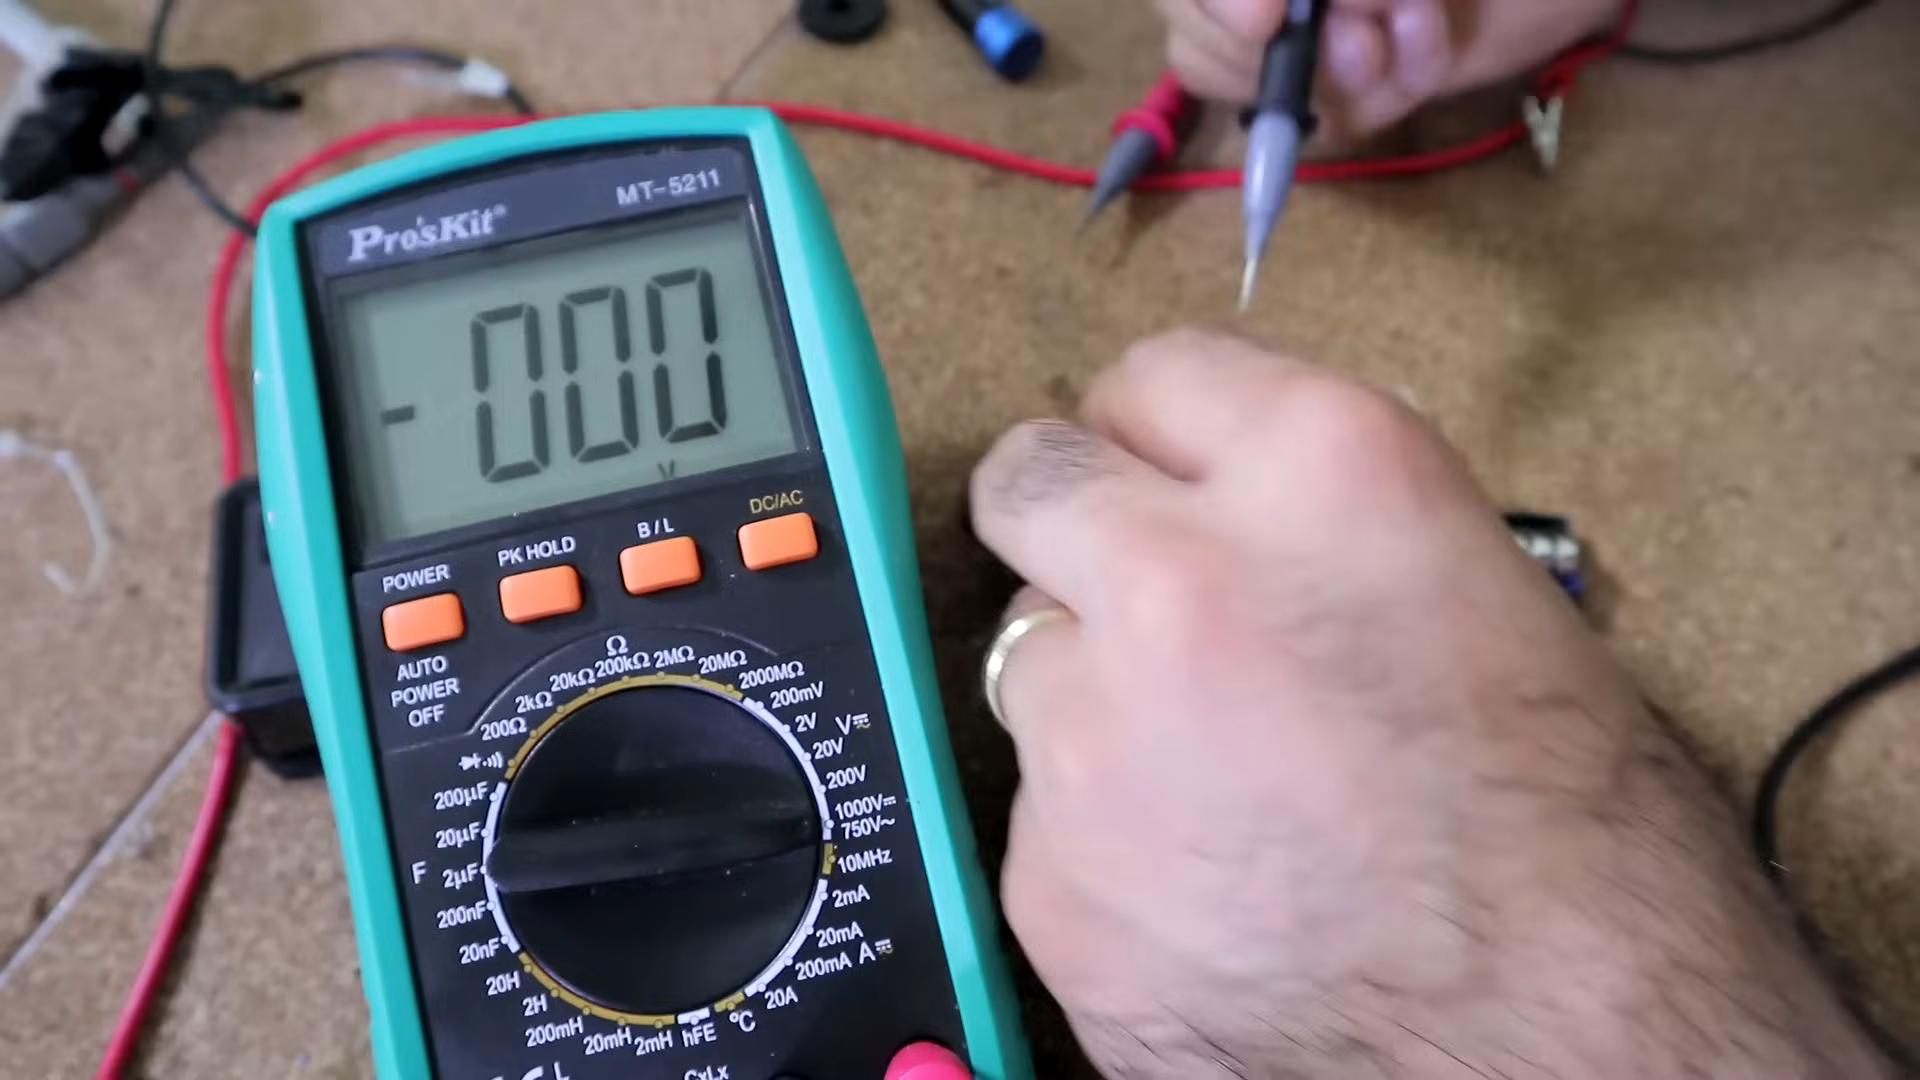 Pro'sKit®
MT-5211
-000
V
POWER
PK HOLD
B/L
DC/AC
AUTO
POWER
OFF
Ω
200Ω
2kΩ
20kΩ
200kΩ
2MΩ
20MΩ
2000MΩ
200mV
2V
V
20V
200V
1000V
750V~
10MHz
2mA
20mA
200mA
A
20A
°C
hFE
2mH
20mH
200mH
2H
20H
20nF
200nF
F
2µF
20µF
200µF
L
CxLx